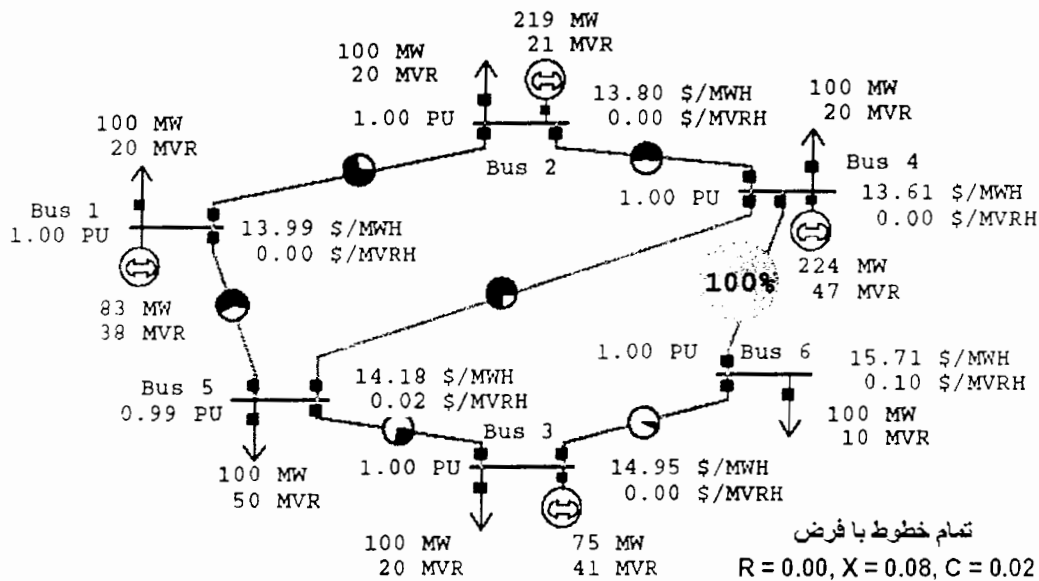 219 MW
21 MVR
100 MW
20 MVR
13.80 $/MWH
0.00 $/MVRH
1.00 PU
Bus 2
100 MW
20 MVR
Bus 4
1.00 PU
13.61 $/MWH
0.00 $/MVRH
224 MW
47 MVR
100 MW
20 MVR
Bus 1
1.00 PU
13.99 $/MWH
0.00 $/MVRH
83 MW
38 MVR
100%
1.00 PU
Bus 6
15.71 $/MWH
0.10 $/MVRH
100 MW
10 MVR
Bus 5
0.99 PU
14.18 $/MWH
0.02 $/MVRH
100 MW
50 MVR
Bus 3
1.00 PU
14.95 $/MWH
0.00 $/MVRH
100 MW
20 MVR
75 MW
41 MVR
تمام خطوط با فرض
R = 0.00, X = 0.08, C = 0.02